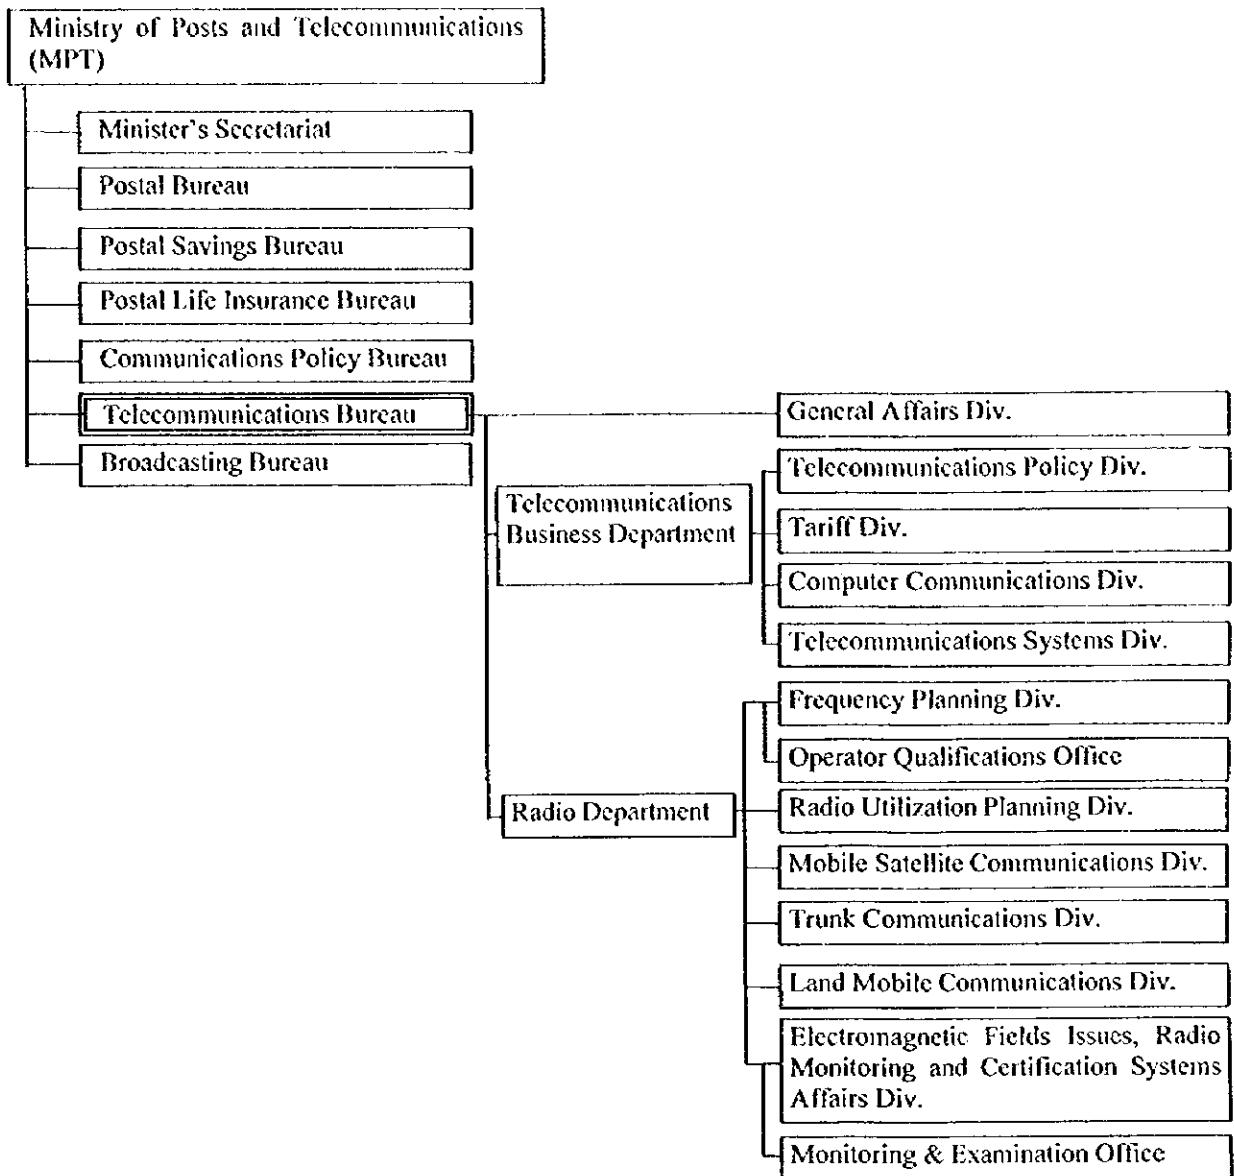 Ministry of Posts and Telecommunications
(MPT)
Minister's Secretariat
Postal Bureau
Postal Savings Bureau
Postal Life Insurance Bureau
Communications Policy Bureau
Telecommunications Bureau
Broadcasting Bureau
General Affairs Div.
Telecommunications
Business Department
Telecommunications Policy Div.
Tariff Div.
Computer Communications Div.
Telecommunications Systems Div.
Radio Department
Frequency Planning Div.
Operator Qualifications Office
Radio Utilization Planning Div.
Mobile Satellite Communications Div.
Trunk Communications Div.
Land Mobile Communications Div.
Electromagnetic Fields Issues, Radio
Monitoring and Certification Systems
Affairs Div.
Monitoring & Examination Office